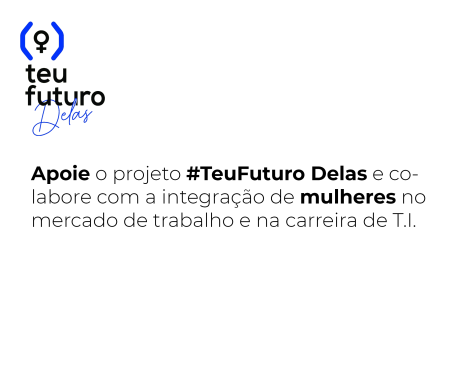 teu
futuro
Delas
Apoie o projeto #TeuFuturo Delas e co-
labore com a integração de mulheres no
mercado de trabalho e na carreira de T.I.